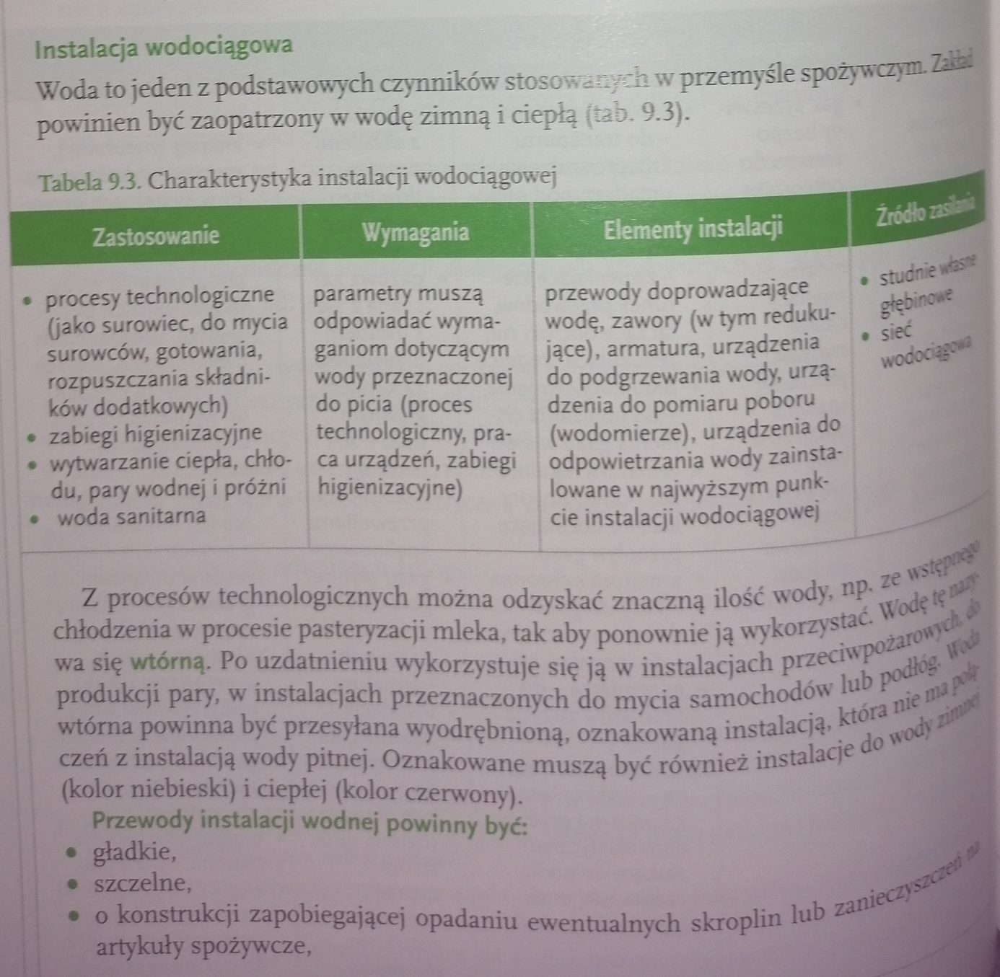 Instalacja wodociągowa
Woda to jeden z podstawowych czynników stosowanych w przemyśle spożywczym. Zakład
powinien być zaopatrzony w wodę zimną i ciepłą (tab. 9.3).
Tabela 9.3. Charakterystyka instalacji wodociągowej
Zastosowanie
• procesy technologiczne
(jako surowiec, do mycia
surowców, gotowania,
rozpuszczania składni-
ków dodatkowych)
• zabiegi higienizacyjne
• wytwarzanie ciepła, chło-
du, pary wodnej i próżni
• woda sanitarna
Wymagania
parametry muszą
odpowiadać wyma-
ganiom dotyczącym
wody przeznaczonej
do picia (proces
technologiczny, pra-
ca urządzeń, zabiegi
higienizacyjne)
Elementy instalacji
przewody doprowadzające
wodę, zawory (w tym reduku-
jące), armatura, urządzenia
do podgrzewania wody, urzą-
dzenia do pomiaru poboru
(wodomierze), urządzenia do
odpowietrzania wody zainsta-
lowane w najwyższym punk-
cie instalacji wodociągowej
Źródło zasilania
• studnie własne
głębinowe
• sieć
wodociągowa
Z procesów technologicznych można odzyskać znaczną ilość wody, np. ze wstępnego
chłodzenia w procesie pasteryzacji mleka, tak aby ponownie ją wykorzystać. Wodę tę nazy-
wa się wtórną. Po uzdatnieniu wykorzystuje się ją w instalacjach przeciwpożarowych, do
produkcji pary, w instalacjach przeznaczonych do mycia samochodów lub podłóg. Woda
wtórna powinna być przesyłana wyodrębnioną, oznakowaną instalacją, która nie ma połą-
czeń z instalacją wody pitnej. Oznakowane muszą być również instalacje do wody zimnej
(kolor niebieski) i ciepłej (kolor czerwony).
Przewody instalacji wodnej powinny być:
• gładkie,
• szczelne,
• o konstrukcji zapobiegającej opadaniu ewentualnych skroplin lub zanieczyszczeń na
artykuły spożywcze,